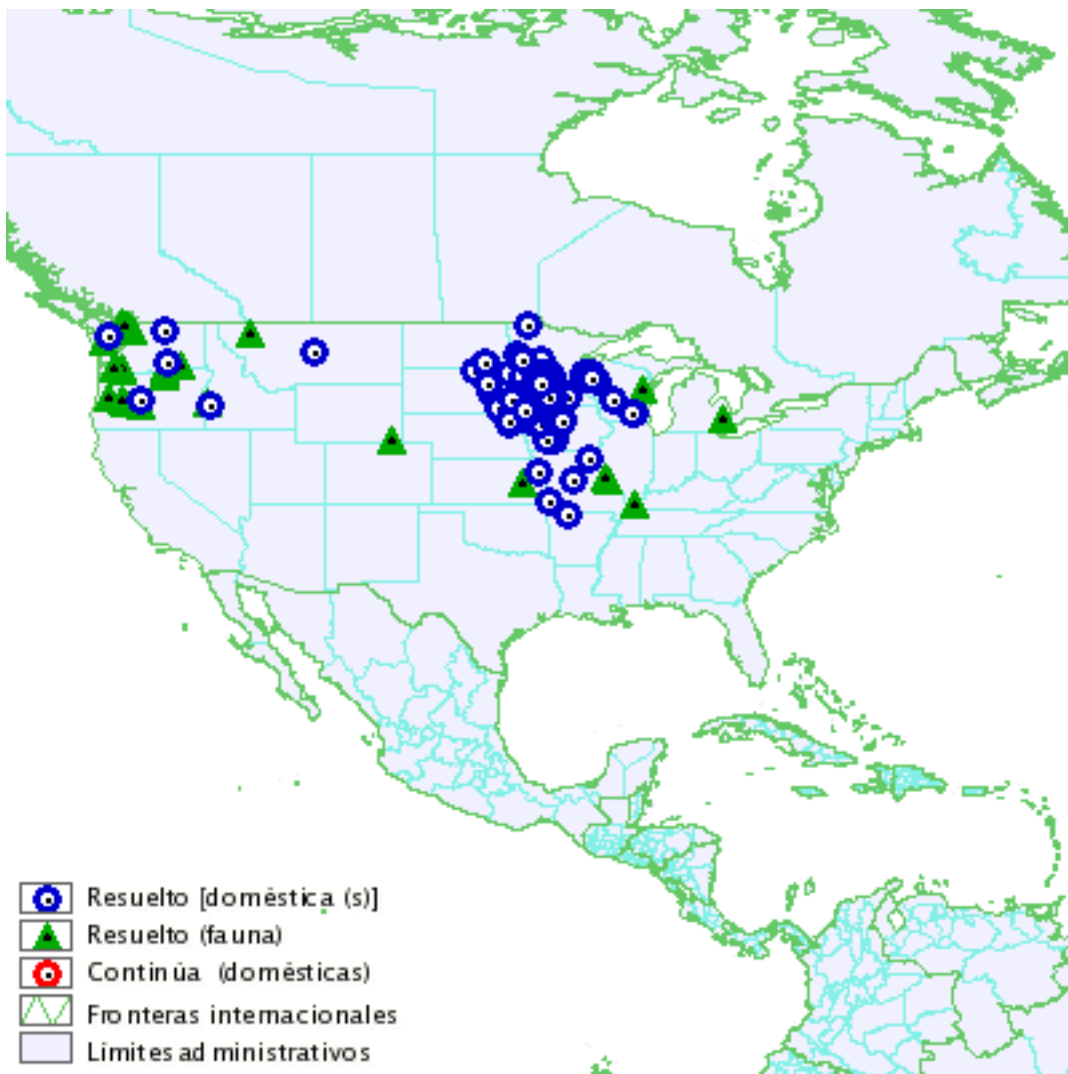 Resuelto [doméstica (s)]
Resuelto (fauna)
Continúa (domésticas)
Fronteras internacionales
Límites administrativos